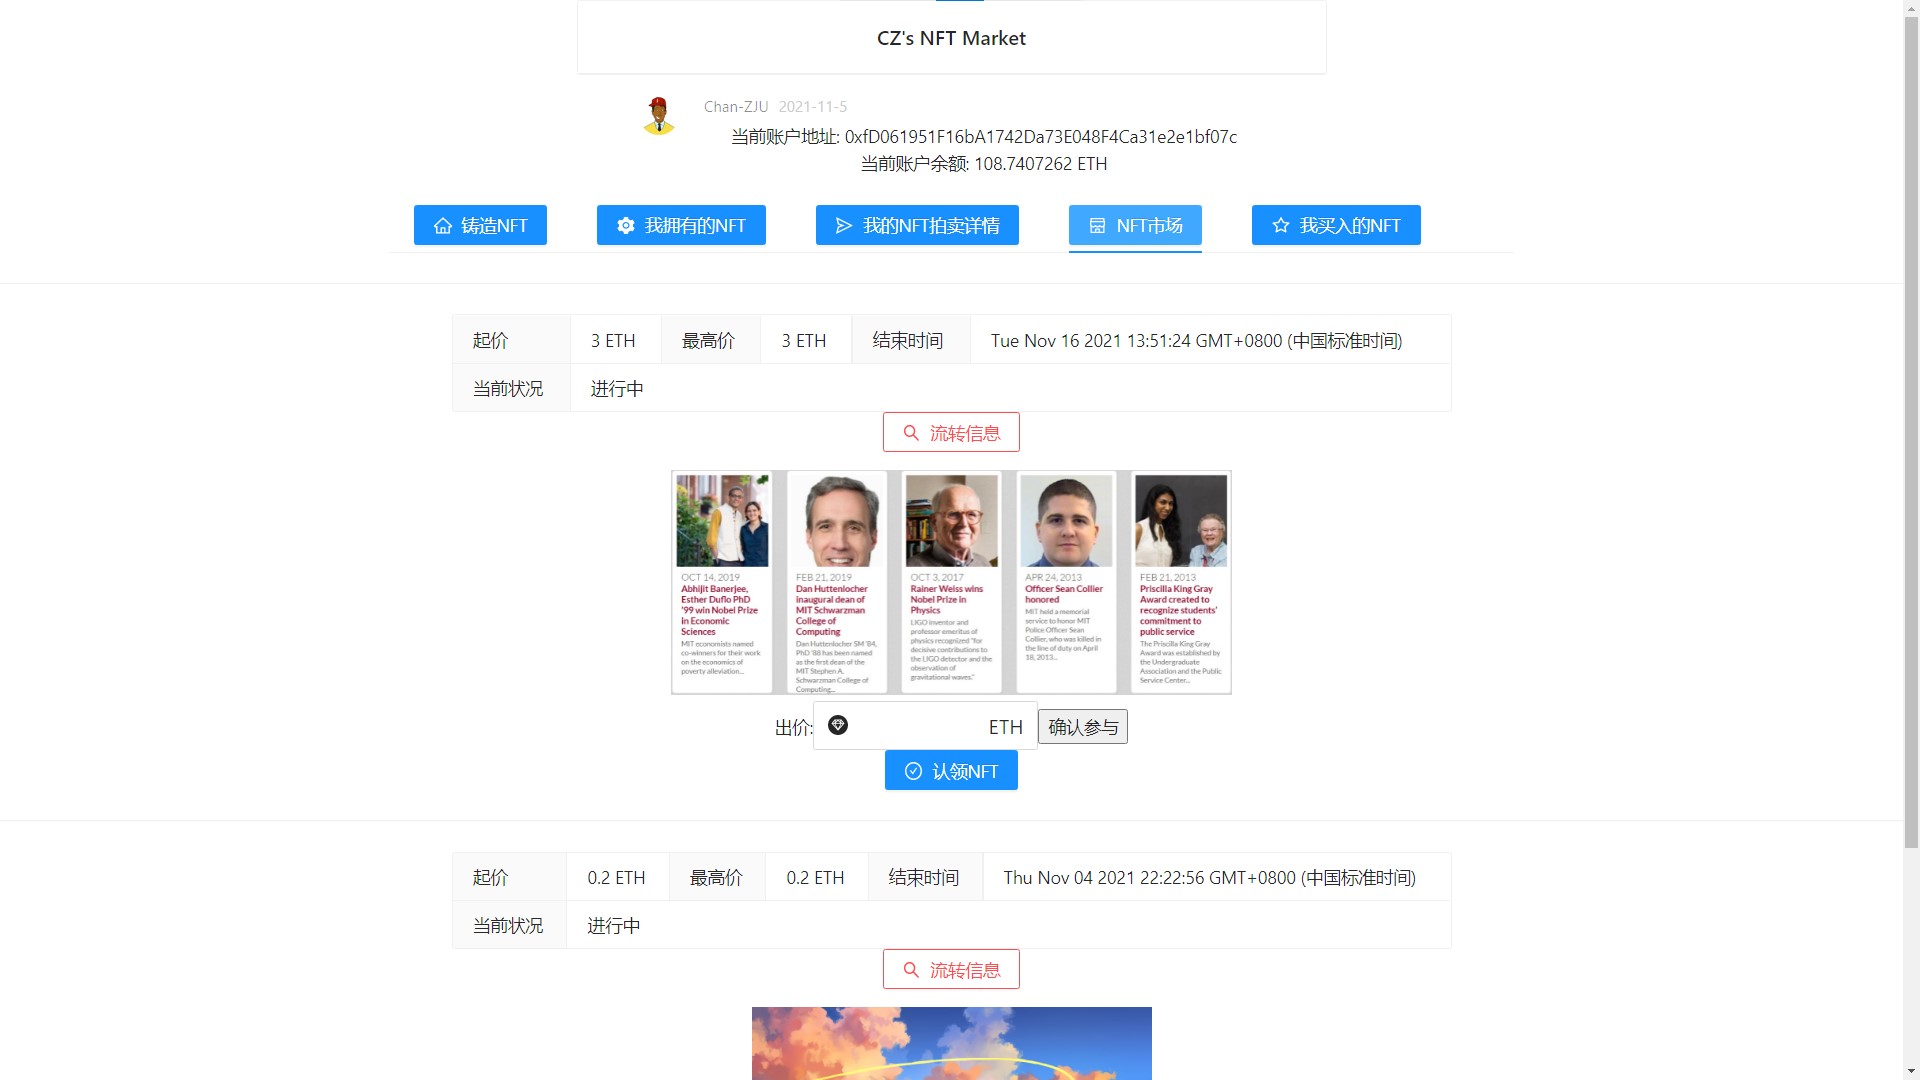 CZ's NFT Market
Chan-ZJU 2021-11-5
当前账户地址: 0xfD061951F16bA1742Da73E048F4Ca31e2e1bf07c
当前账户余额: 108.7407262 ETH
铸造NFT 我拥有的NFT 我的NFT拍卖详情 NFT市场 我买入的NFT
起价 3 ETH 最高价 3 ETH 结束时间 Tue Nov 16 2021 13:51:24 GMT+0800 (中国标准时间)
当前状况 进行中
流转信息
OCT 14, 2019
Abhijit Banerjee,
Esther Duflo PhD
'99 win Nobel Prize
in Economic
Sciences
MIT economists named
co-winners for their work
on the economics of
poverty alleviation...
FEB 21, 2019
Dan Huttenlocher
inaugural dean of
MIT Schwarzman
College of
Computing
Dan Huttenlocher SM '84,
PhD '88 has been named
as the first dean of the
MIT Stephen A.
Schwarzman College of
Computing...
OCT 3, 2017
Rainer Weiss wins
Nobel Prize in
Physics
LIGO inventor and
professor emeritus of
physics recognized "for
decisive contributions to
the LIGO detector and the
observation of
gravitational waves."
APR 24, 2013
Officer Sean Collier
honored
MIT held a memorial
service to honor MIT
Police Officer Sean
Collier, who was killed in
the line of duty on April
18, 2013...
FEB 21, 2013
Priscilla King Gray
Award created to
recognize students'
commitment to
public service
The Priscilla King Gray
Award was established by
the Undergraduate
Association and the Public
Service Center...
出价: ETH 确认参与
认领NFT
起价 0.2 ETH 最高价 0.2 ETH 结束时间 Thu Nov 04 2021 22:22:56 GMT+0800 (中国标准时间)
当前状况 进行中
流转信息